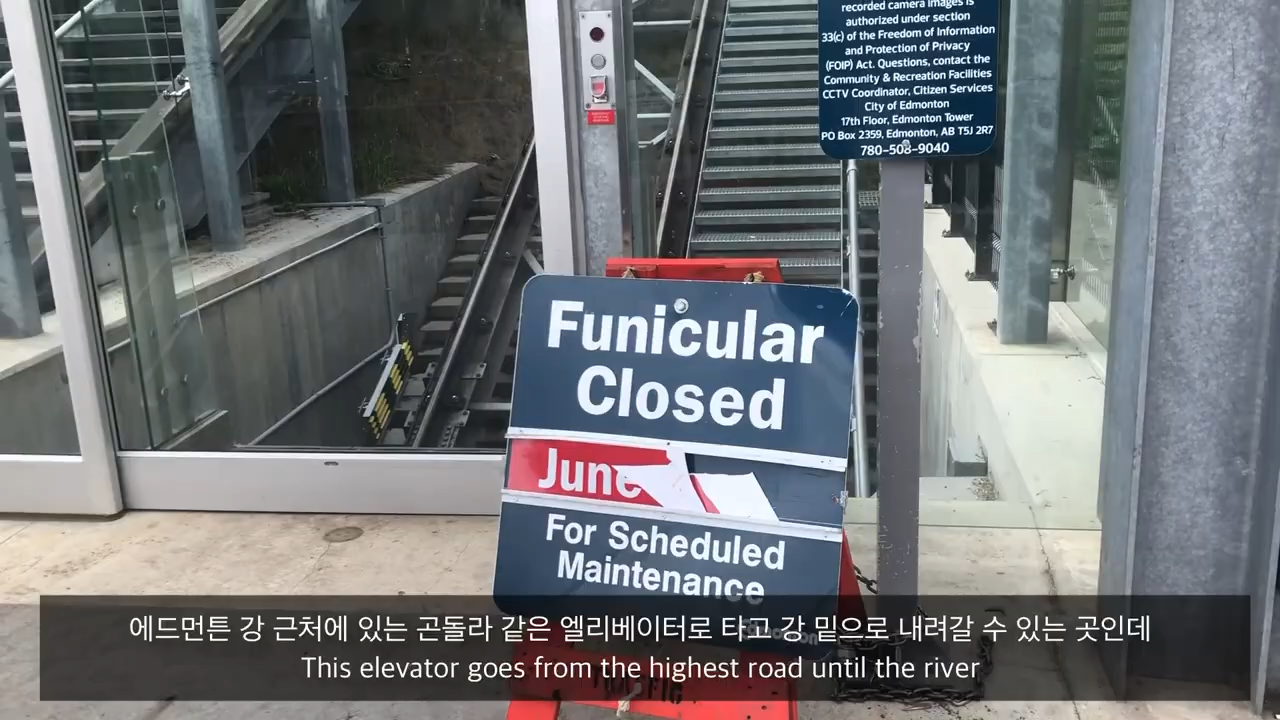 recorded camera images is
authorized under section
33(c) of the Freedom of Information
and Protection of Privacy
(FOIP) Act. Questions, contact the
Community & Recreation Facilities
CCTV Coordinator, Citizen Services
City of Edmonton
17th Floor, Edmonton Tower
PO Box 2359, Edmonton, AB T5J 2R7
780-508-9040
Funicular
Closed
June
For Scheduled
Maintenance
에드먼튼 강 근처에 있는 곤돌라 같은 엘리베이터로 타고 강 밑으로 내려갈 수 있는 곳인데
This elevator goes from the highest road until the river